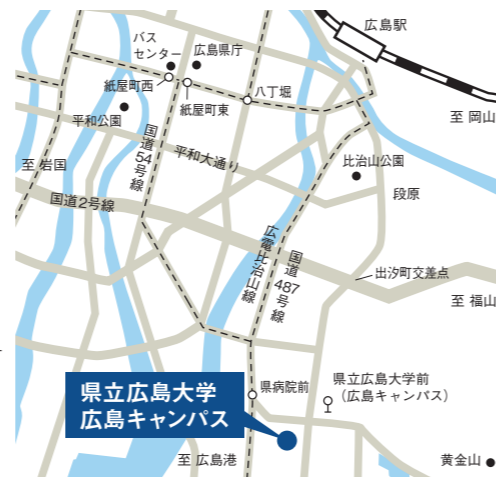 広島駅
バス
センター
広島県庁
紙屋町西
紙屋町東
八丁堀
平和公園
至 岡山
国道54号線
平和大通り
至 岩国
比治山公園
段原
国道2号線
広電比治山線
国道487号線
出汐町交差点
至 福山
県病院前
県立広島大学前
(広島キャンパス)
県立広島大学
広島キャンパス
至 広島港
黄金山